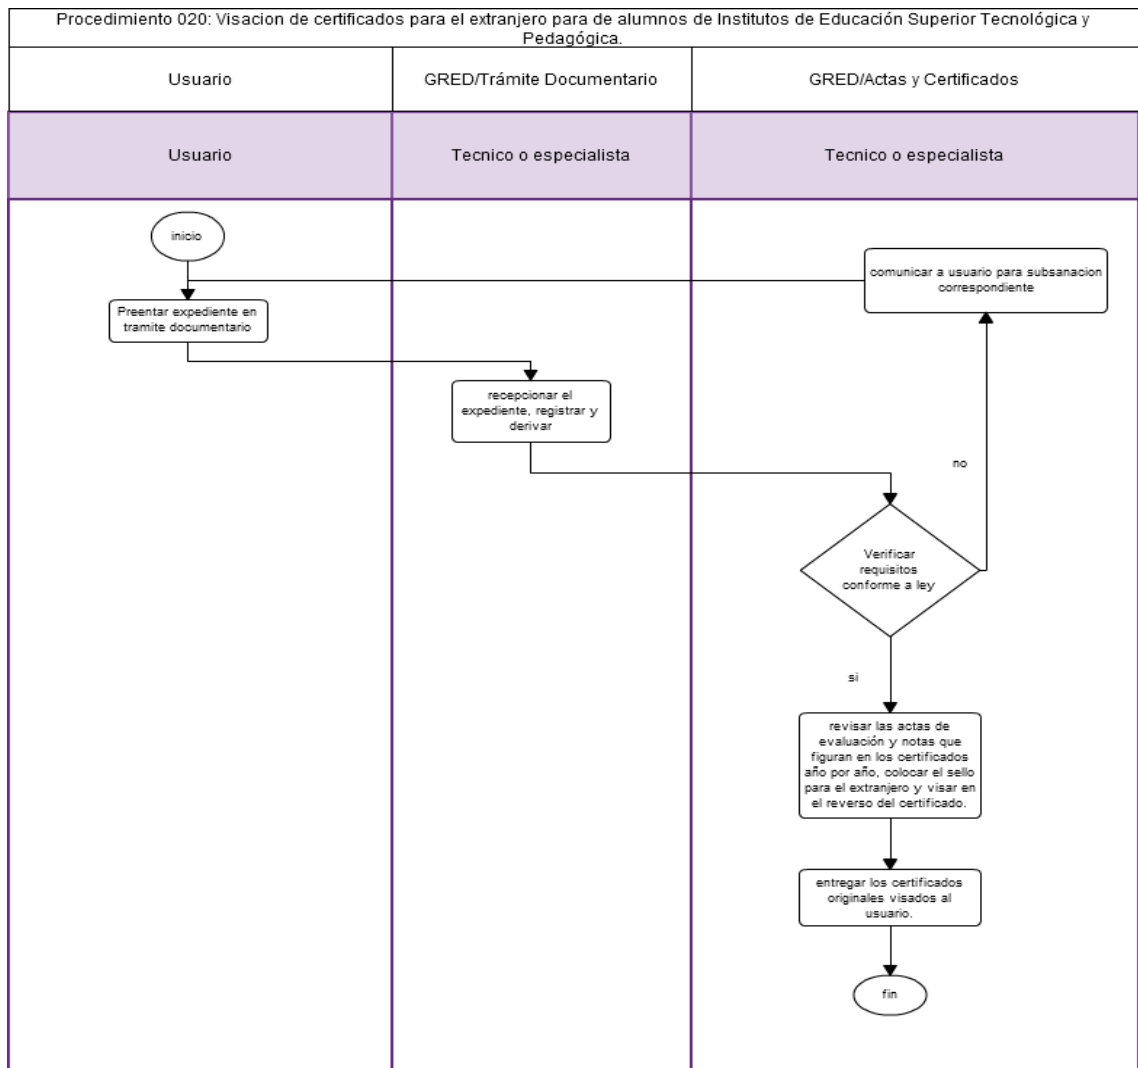 Procedimiento 020: Visacion de certificados para el extranjero para de alumnos de Institutos de Educación Superior Tecnológica y
Pedagógica.
Usuario
GRED/Trámite Documentario
GRED/Actas y Certificados
Usuario
Tecnico o especialista
Tecnico o especialista
inicio
comunicar a usuario para subsanacion
correspondiente
Preentar expediente en
tramite documentario
recepcionar el
expediente, registrar y
derivar
no
Verificar
requisitos
conforme a ley
si
revisar las actas de
evaluación y notas que
figuran en los certificados
año por año, colocar el sello
para el extranjero y visar en
el reverso del certificado.
entregar los certificados
originales visados al
usuario.
fin